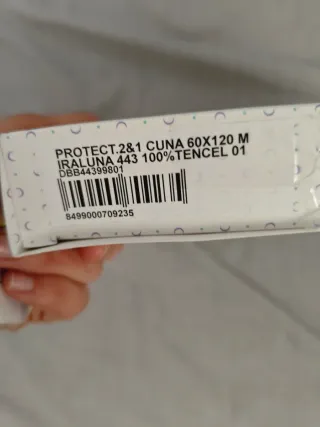 PROTECT.2&1 CUNA 60X120 M
IRALUNA 443 100%TENCEL 01
DBB44399801
8499000709235